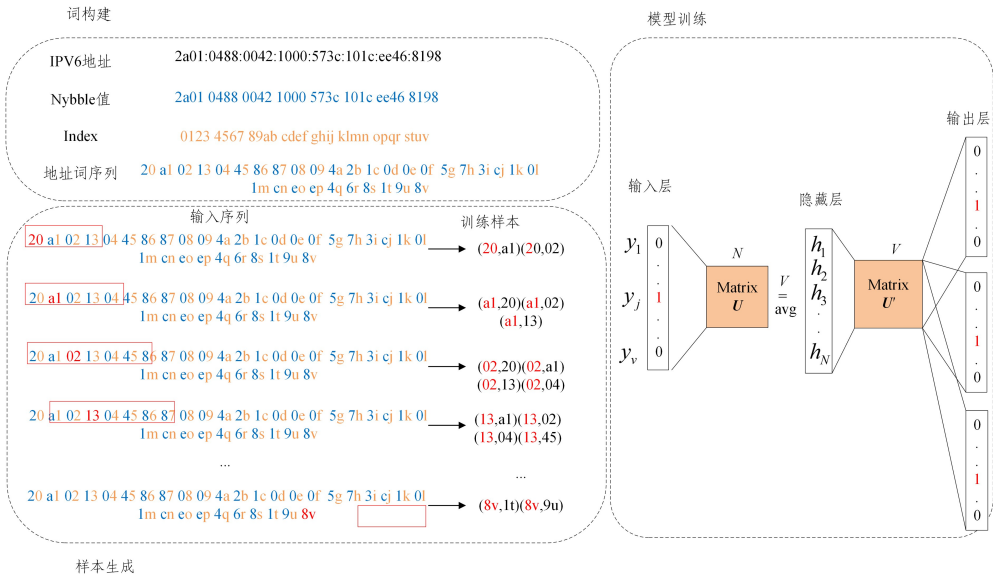 词构建
IPV6地址 2a01:0488:0042:1000:573c:101c:ee46:8198
Nybble值 2a01 0488 0042 1000 573c 101c ee46 8198
Index 0123 4567 89ab cdef ghij klmn opqr stuv
地址词序列 20 a1 02 13 04 45 86 87 08 09 4a 2b 1c 0d 0e 0f 5g 7h 3i cj 1k 0l
1m cn eo ep 4q 6r 8s 1t 9u 8v
输入序列 训练样本
20 a1 02 13 04 45 86 87 08 09 4a 2b 1c 0d 0e 0f 5g 7h 3i cj 1k 0l
1m cn eo ep 4q 6r 8s 1t 9u 8v
(20,a1)(20,02)
20 a1 02 13 04 45 86 87 08 09 4a 2b 1c 0d 0e 0f 5g 7h 3i cj 1k 0l
1m cn eo ep 4q 6r 8s 1t 9u 8v
(a1,20)(a1,02)
(a1,13)
20 a1 02 13 04 45 86 87 08 09 4a 2b 1c 0d 0e 0f 5g 7h 3i cj 1k 0l
1m cn eo ep 4q 6r 8s 1t 9u 8v
(02,20)(02,a1)
(02,13)(02,04)
20 a1 02 13 04 45 86 87 08 09 4a 2b 1c 0d 0e 0f 5g 7h 3i cj 1k 0l
1m cn eo ep 4q 6r 8s 1t 9u 8v
(13,a1)(13,02)
(13,04)(13,45)
... ...
20 a1 02 13 04 45 86 87 08 09 4a 2b 1c 0d 0e 0f 5g 7h 3i cj 1k 0l
1m cn eo ep 4q 6r 8s 1t 9u 8v
(8v,1t)(8v,9u)
样本生成
模型训练
输入层
y1 0
.
.
yj 1
.
.
yv 0
N
Matrix
U
V
=
avg
隐藏层
h1
h2
h3
.
.
hN
V
Matrix
U'
输出层
0
.
.
1
.
.
0
0
.
.
1
.
.
0
0
.
.
1
.
.
0